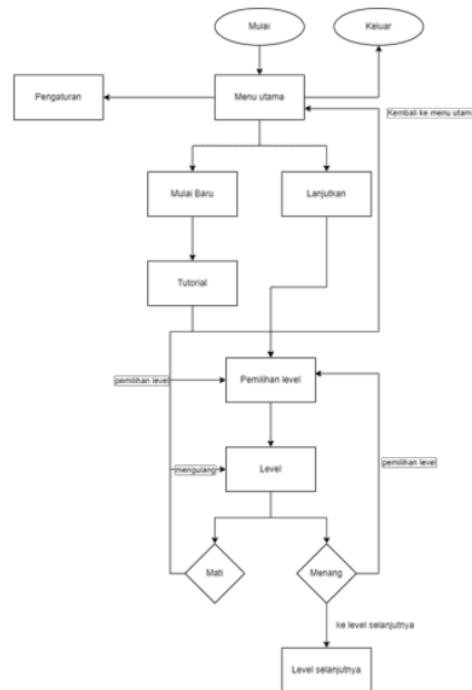 Mulai
Keluar
Pengaturan
Menu utama
Kembali ke menu utama
Mulai Baru
Lanjutkan
Tutorial
pemilihan level
Pemilihan level
mengulang
Level
pemilihan level
Mati
Menang
ke level selanjutnya
Level selanjutnya